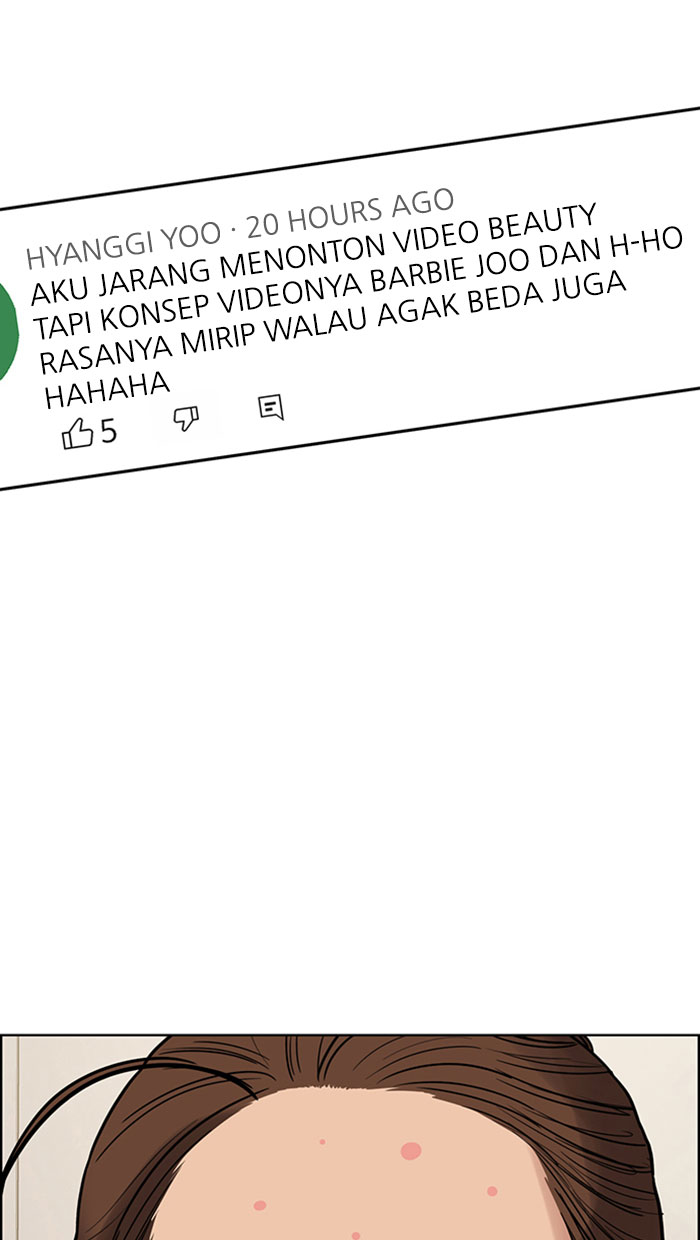 HYANGGI YOO · 20 HOURS AGO
AKU JARANG MENONTON VIDEO BEAUTY
TAPI KONSEP VIDEONYA BARBIE JOO DAN H-HO
RASANYA MIRIP WALAU AGAK BEDA JUGA
HAHAHA
5